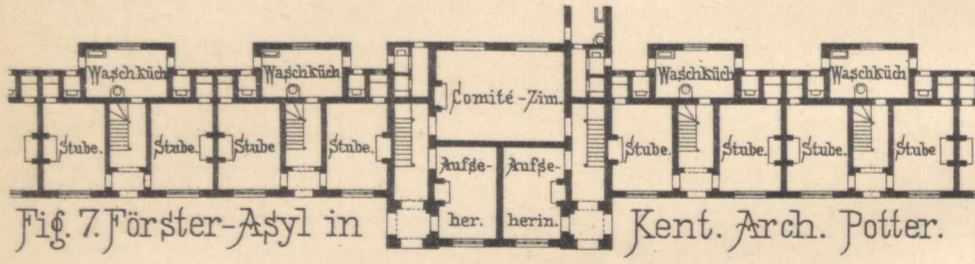 Waschküch Waschküch Waschküch Waschküch
Comité-Zim.
Stube. Stube. Stube Stube. Aufse- Aufse- Stube. Stube. Stube. Stube
her. herin.
Fig. 7. Förster-Asyl in Kent. Arch. Potter.